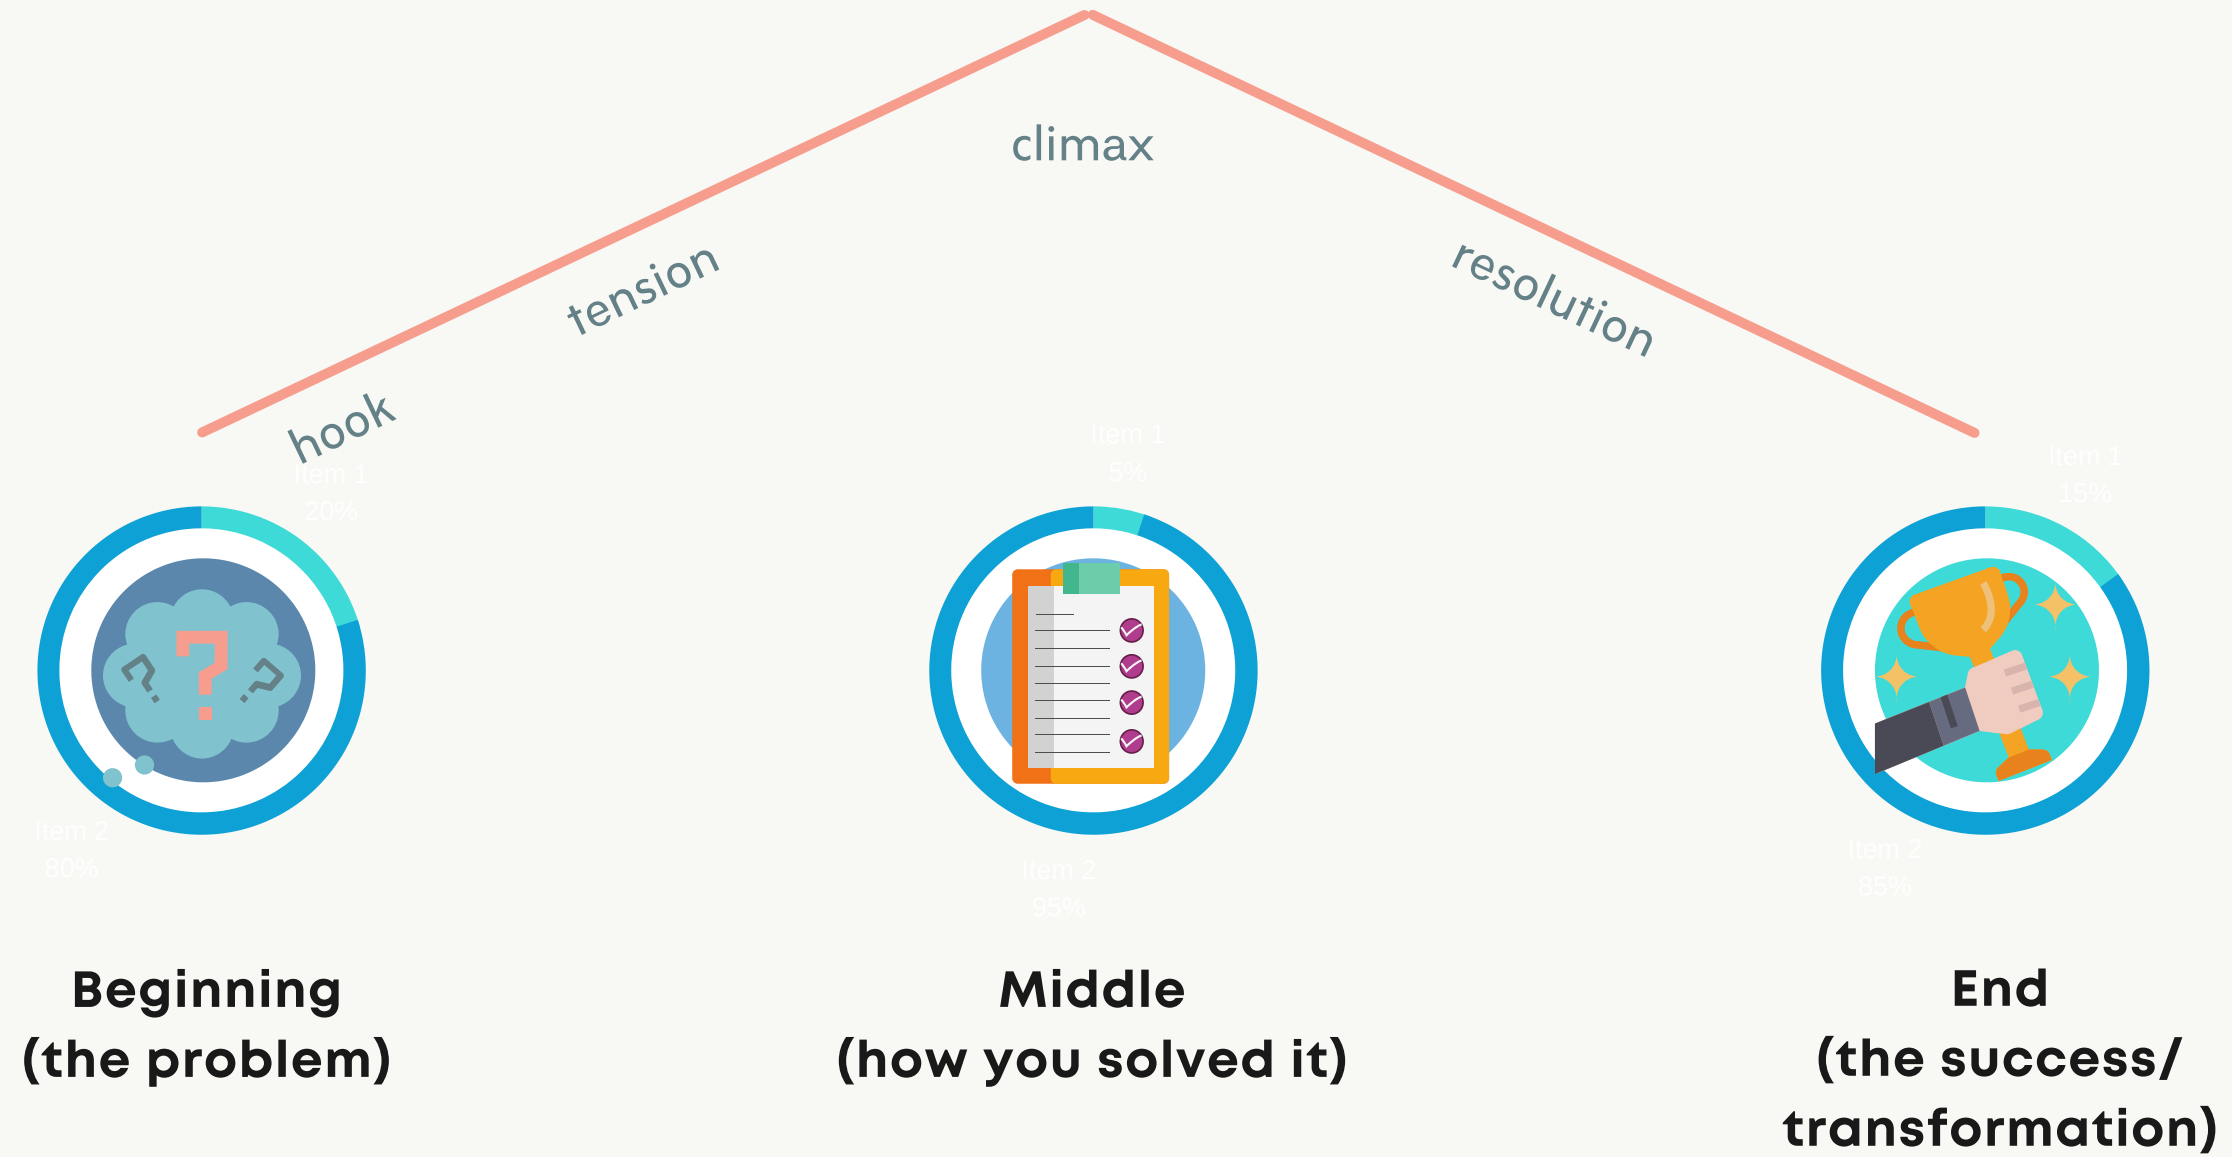 climax
tension
resolution
hook
Item 1
20%
Item 1
5%
Item 1
15%
?
?
?
Item 2
80%
Item 2
95%
Item 2
85%
Beginning
(the problem)
Middle
(how you solved it)
End
(the success/
transformation)